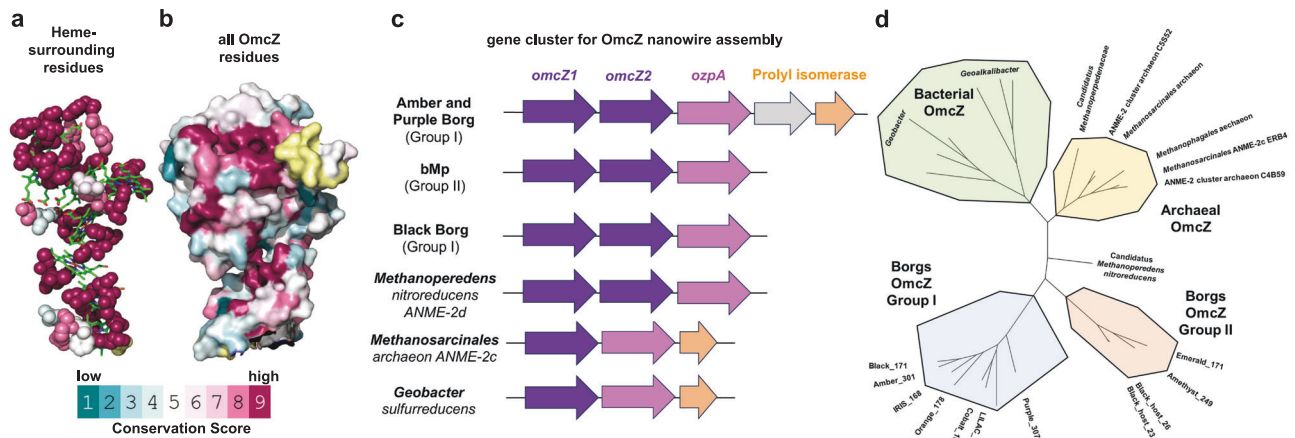 a
Heme-
surrounding
residues
b
all OmcZ
residues
low
high
1 2 3 4 5 6 7 8 9
Conservation Score
c
gene cluster for OmcZ nanowire assembly
omcZ1 omcZ2 ozpA Prolyl isomerase
Amber and
Purple Borg
(Group I)
bMp
(Group II)
Black Borg
(Group I)
Methanoperedens
nitroreducens
ANME-2d
Methanosarcinales
archaeon ANME-2c
Geobacter
sulfurreducens
d
Bacterial
OmcZ
Geobacter
Geoalkalibacter
Candidatus
Methanoperpedenaceae
ANME-2 cluster archaeon C5S52
Methanosarcinales archaeon
Methanophagales aechaeon
Methanosarcinales ANME-2c ERB4
ANME-2 cluster archaeon C4B59
Archaeal
OmcZ
Candidatus
Methanoperedens
nitroreducens
Borgs
OmcZ
Group I
Borgs
OmcZ
Group II
Black_171
Amber_301
IRIS_168
Orange_178
Cobalt_1
LILAC_
Purple_307
Black_host_23
Black_host_26
Amethyst_249
Emerald_171